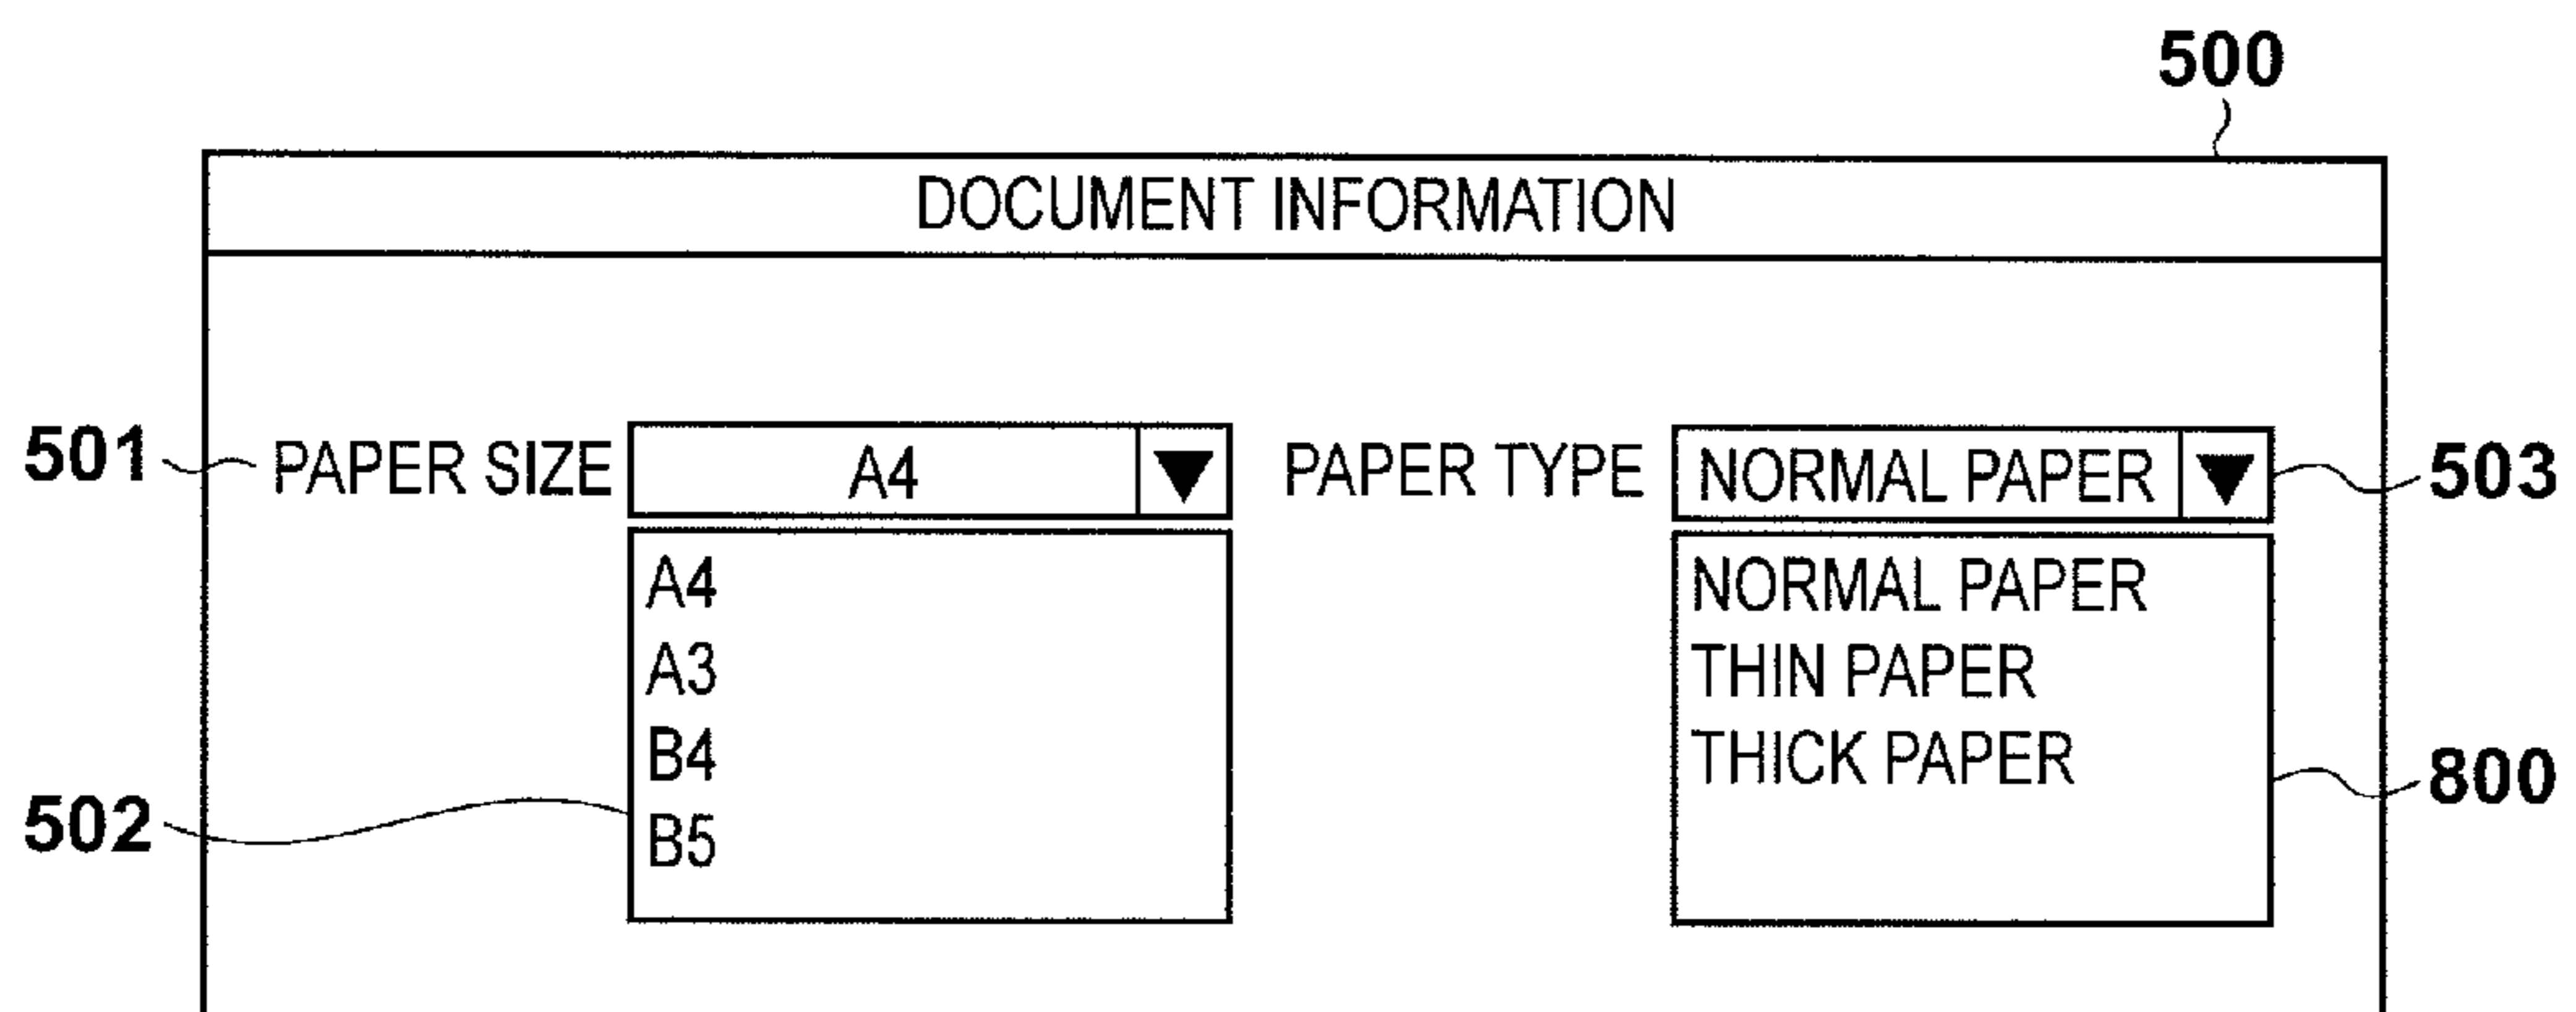 500
DOCUMENT INFORMATION
501 PAPER SIZE A4 PAPER TYPE NORMAL PAPER 503
A4 NORMAL PAPER
A3 THIN PAPER
B4 THICK PAPER 800
502 B5